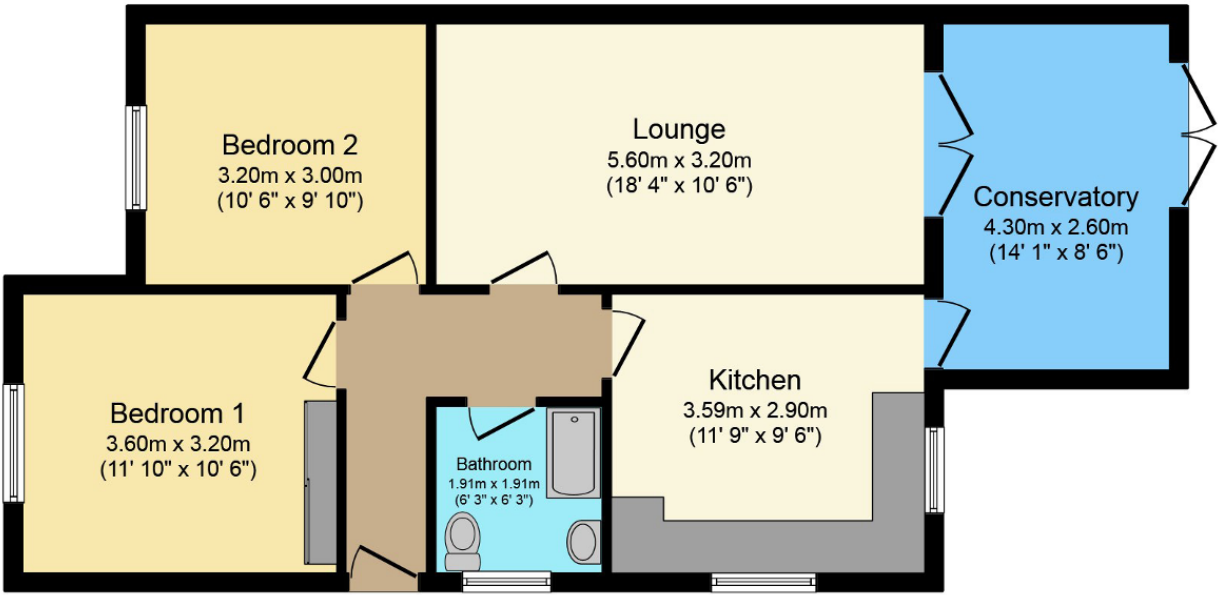 Bedroom 2
3.20m x 3.00m
(10' 6" x 9' 10")
Lounge
5.60m x 3.20m
(18' 4" x 10' 6")
Conservatory
4.30m x 2.60m
(14' 1" x 8' 6")
Bedroom 1
3.60m x 3.20m
(11' 10" x 10' 6")
Bathroom
1.91m x 1.91m
(6' 3" x 6' 3")
Kitchen
3.59m x 2.90m
(11' 9" x 9' 6")